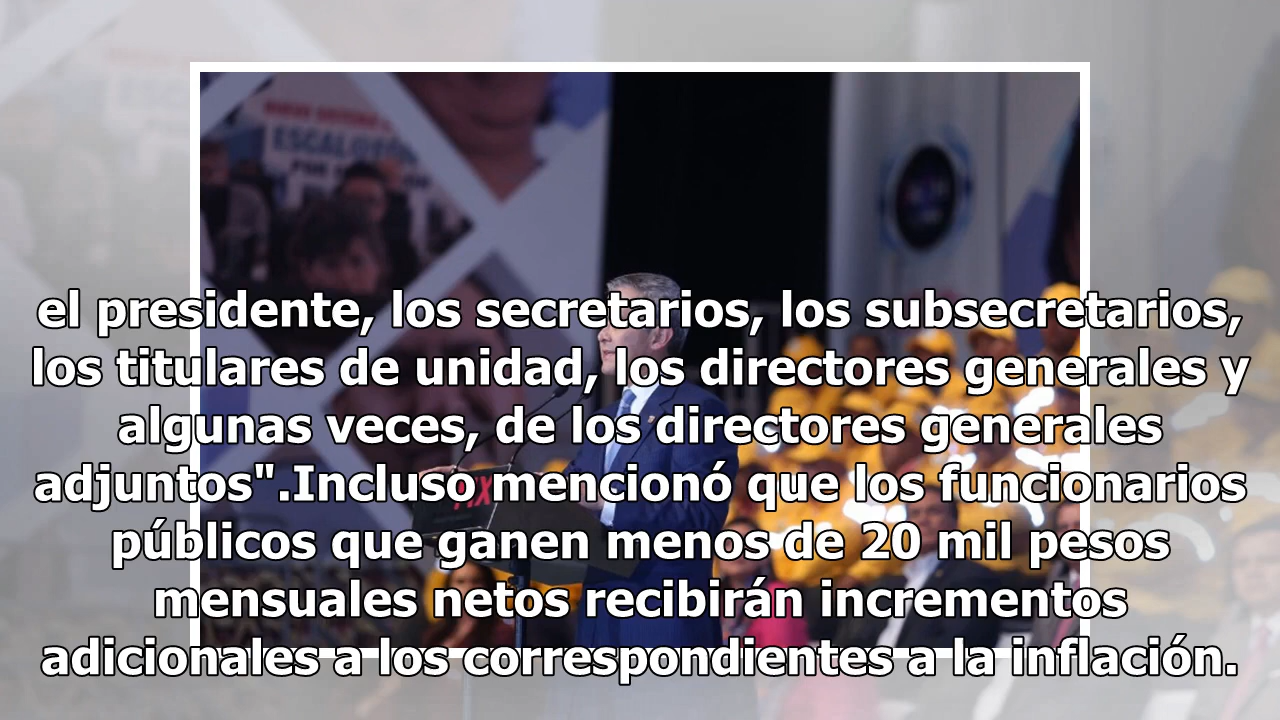 ESCALAFÓN
POR
el presidente, los secretarios, los subsecretarios,
los titulares de unidad, los directores generales y
algunas veces, de los directores generales
adjuntos".Incluso mencionó que los funcionarios
públicos que ganen menos de 20 mil pesos
mensuales netos recibirán incrementos
adicionales a los correspondientes a la inflación.